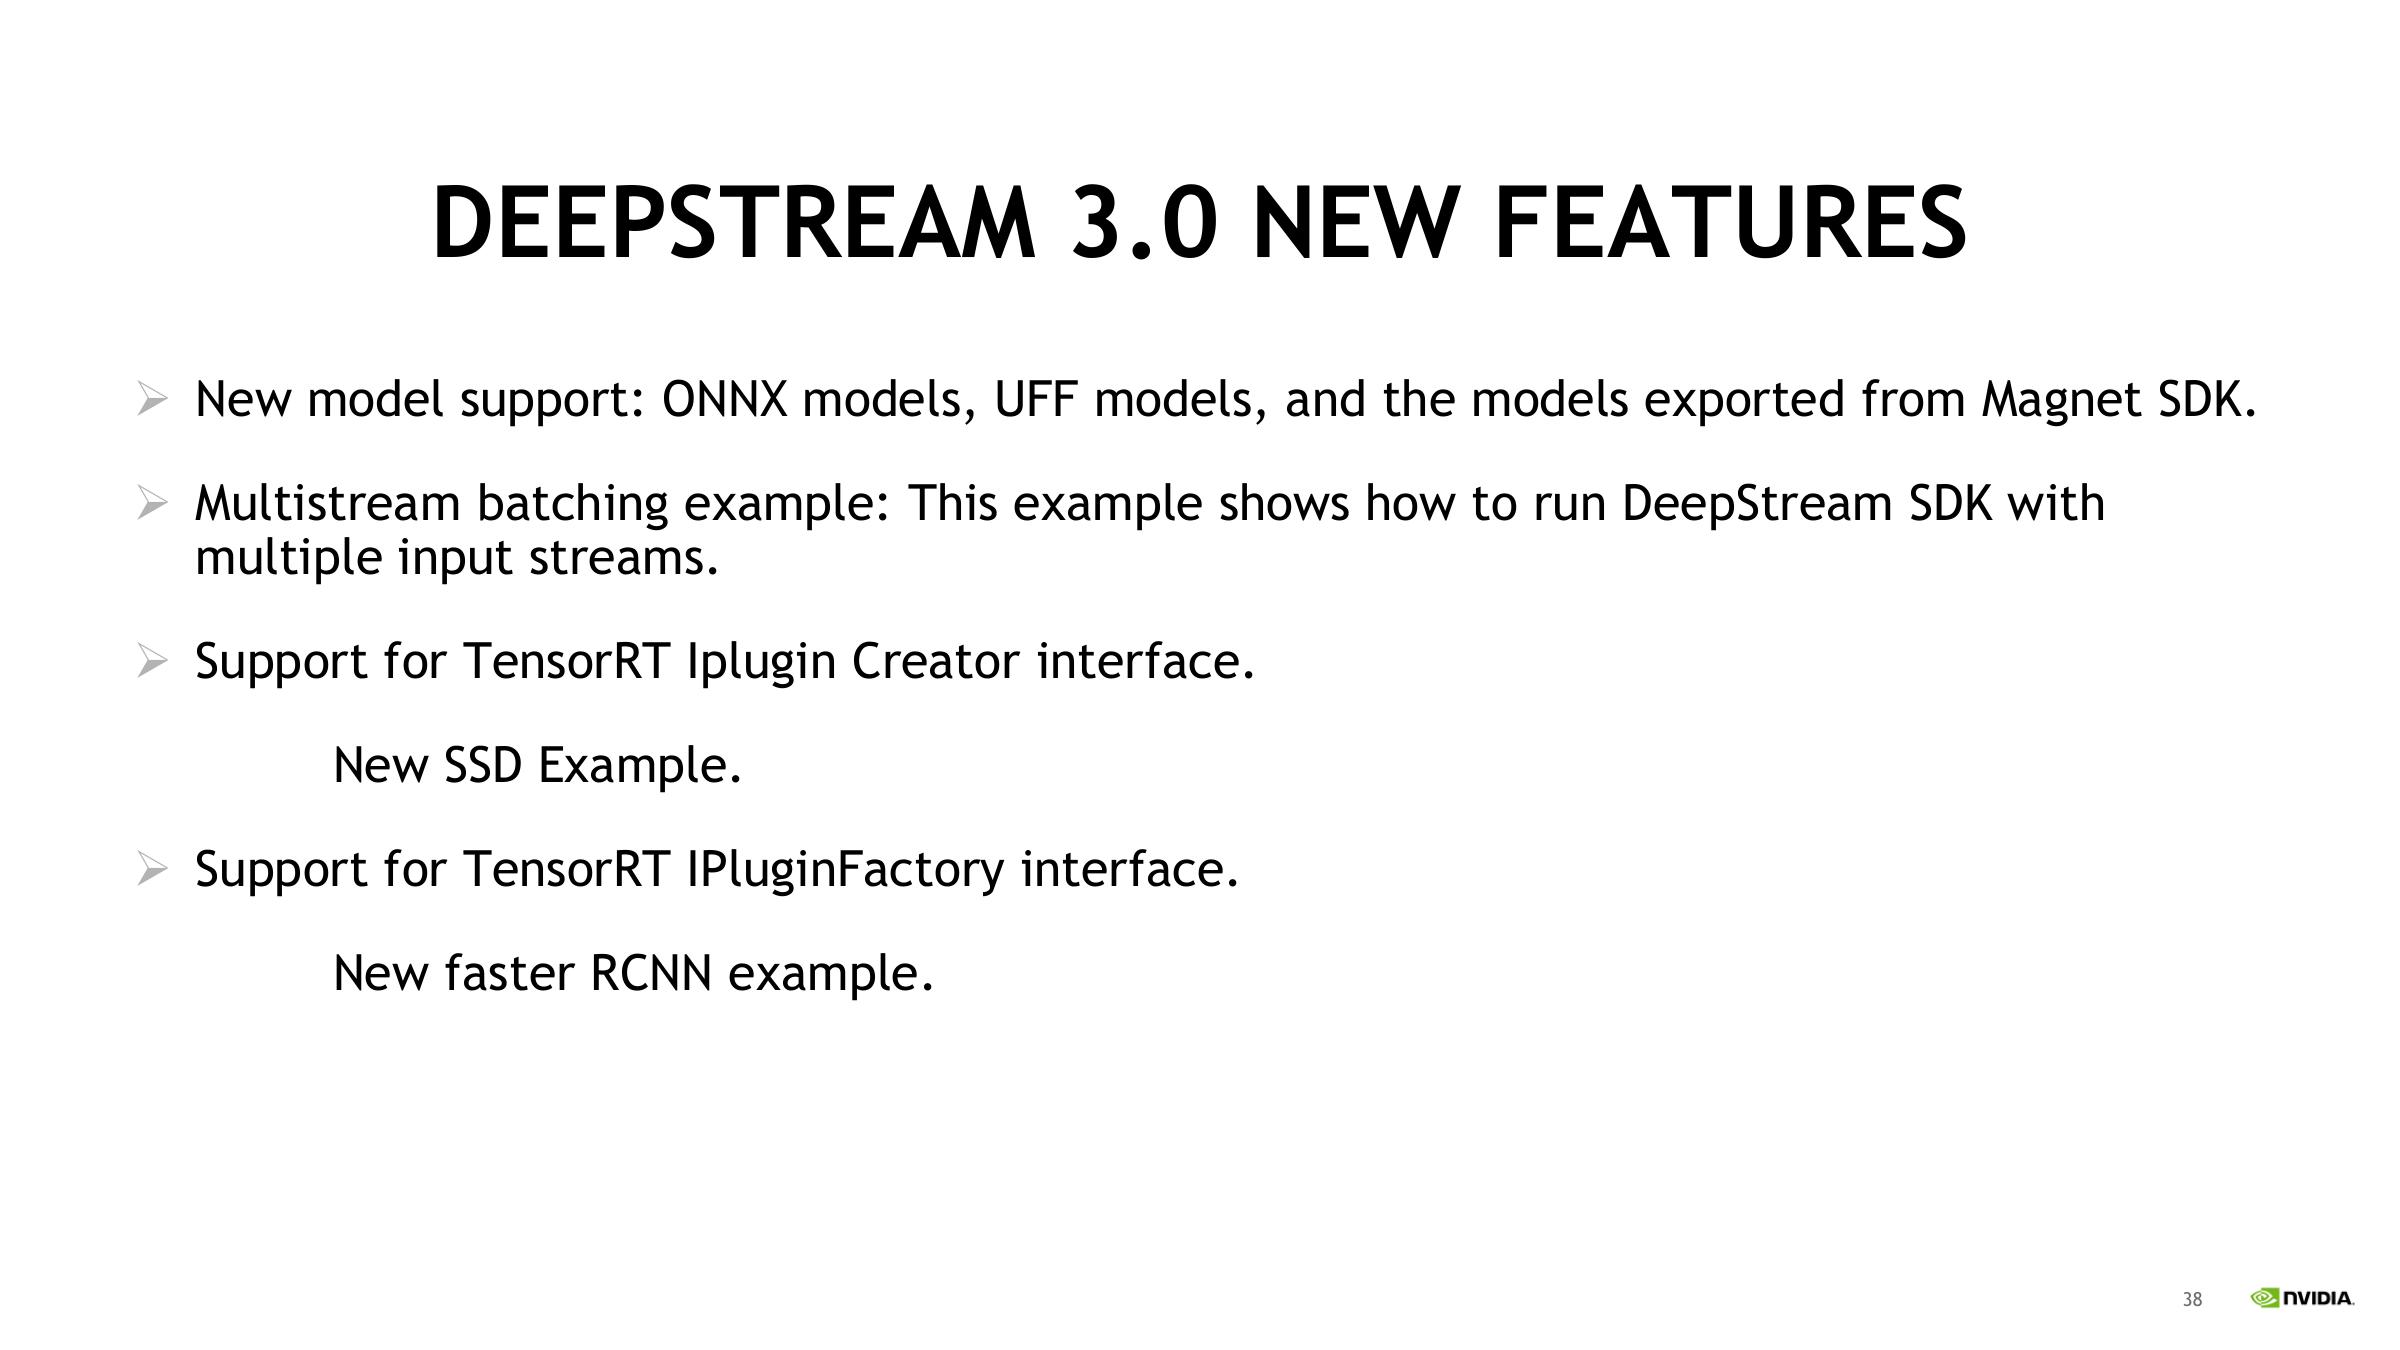 DEEPSTREAM 3.0 NEW FEATURES
New model support: ONNX models, UFF models, and the models exported from Magnet SDK.
Multistream batching example: This example shows how to run DeepStream SDK with
multiple input streams.
Support for TensorRT Iplugin Creator interface.
New SSD Example.
Support for TensorRT IPluginFactory interface.
New faster RCNN example.
38
NVIDIA.